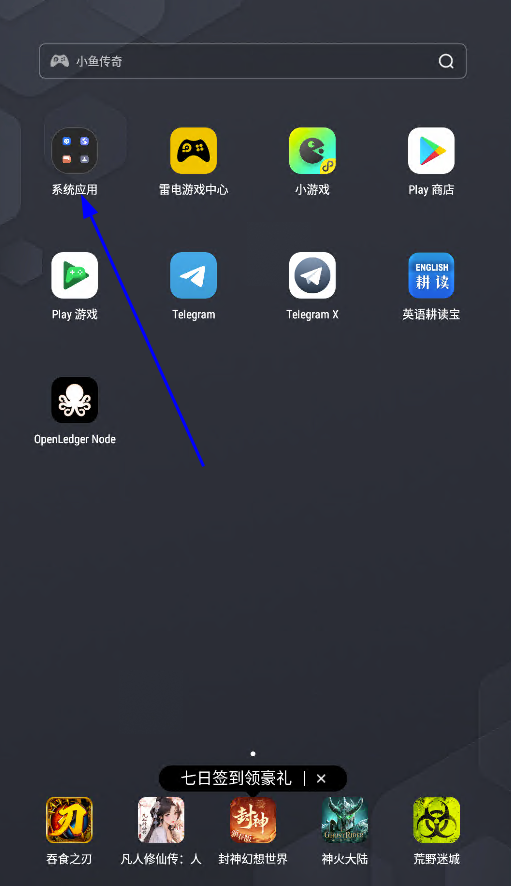 小鱼传奇
系统应用
雷电游戏中心
小游戏
Play 商店
ENGLISH
耕 读
Play 游戏
Telegram
Telegram X
英语耕读宝
OpenLedger Node
七日签到领豪礼
刃
封神
吞食之刃
凡人修仙传：人
封神幻想世界
神火大陆
荒野迷城